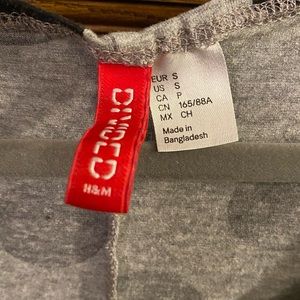 DIVIDED
H&M
EUR S
US S
CA P
CN 165/88A
MX CH
Made in
Bangladesh